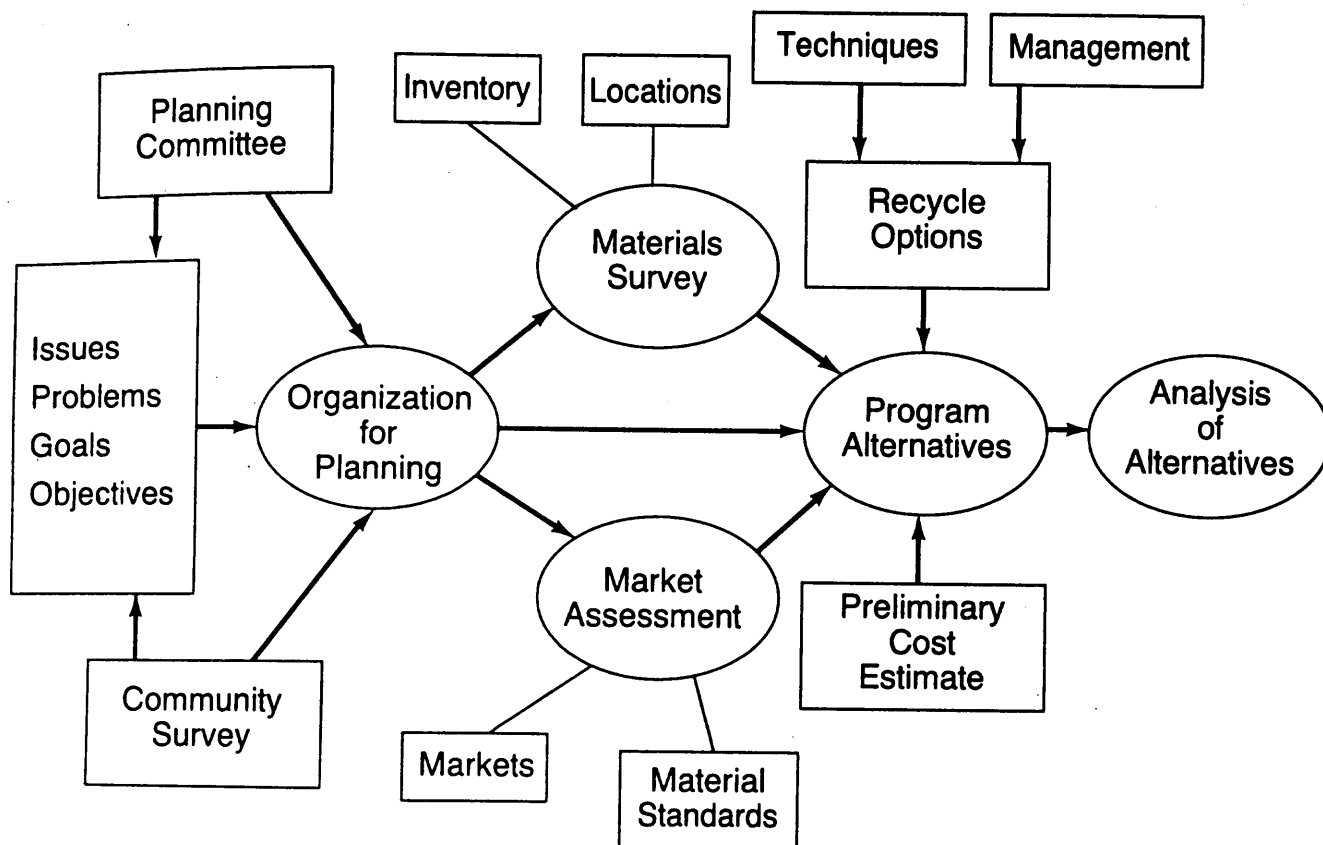 Techniques
Management
Inventory
Locations
Planning
Committee
Recycle
Options
Materials
Survey
Issues
Problems
Goals
Objectives
Organization
for
Planning
Program
Alternatives
Analysis
of
Alternatives
Market
Assessment
Preliminary
Cost
Estimate
Community
Survey
Markets
Material
Standards